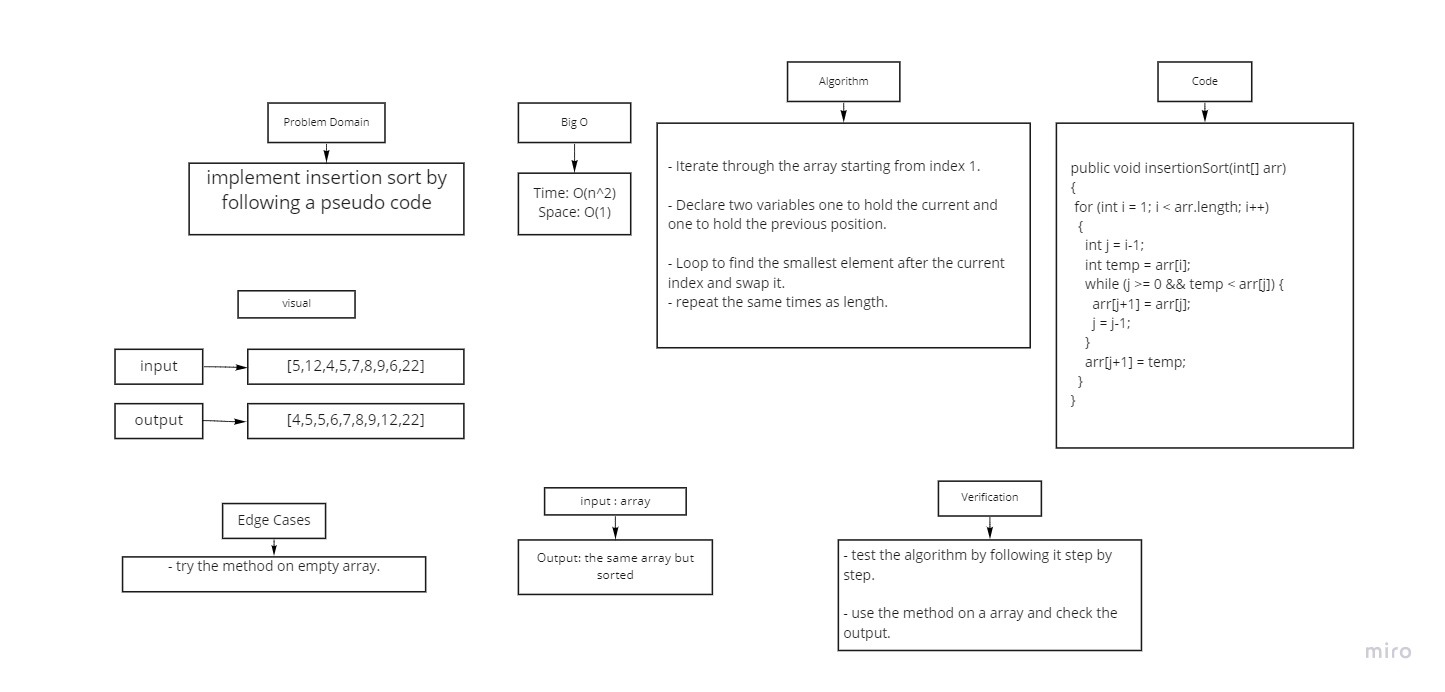 Problem Domain
implement insertion sort by
following a pseudo code
Big O
Time: O(n^2)
Space: O(1)
Algorithm
- Iterate through the array starting from index 1.
- Declare two variables one to hold the current and
one to hold the previous position.
- Loop to find the smallest element after the current
index and swap it.
- repeat the same times as length.
Code
public void insertionSort(int[] arr)
{
for (int i = 1; i < arr.length; i++)
{
int j = i-1;
int temp = arr[i];
while (j >= 0 && temp < arr[j]) {
arr[j+1] = arr[j];
j = j-1;
}
arr[j+1] = temp;
}
}
visual
input
[5,12,4,5,7,8,9,6,22]
output
[4,5,5,6,7,8,9,12,22]
Edge Cases
- try the method on empty array.
input : array
Output: the same array but
sorted
Verification
- test the algorithm by following it step by
step.
- use the method on a array and check the
output.
miro